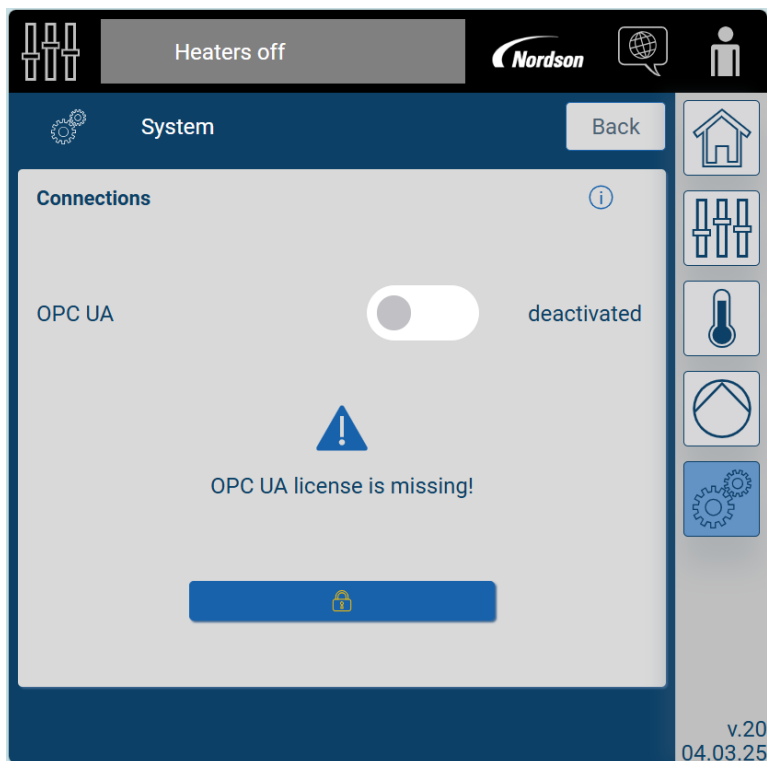 Heaters off
Nordson
System
Back
Connections
i
OPC UA
deactivated
!
OPC UA license is missing!
v.20
04.03.25